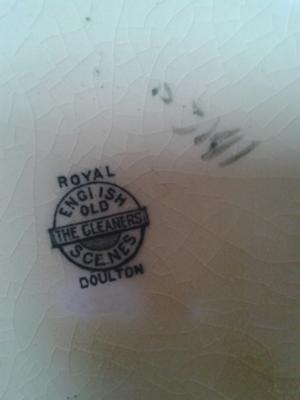 ROYAL
ENGLISH
OLD
THE GLEANERS
SCENES
DOULTON